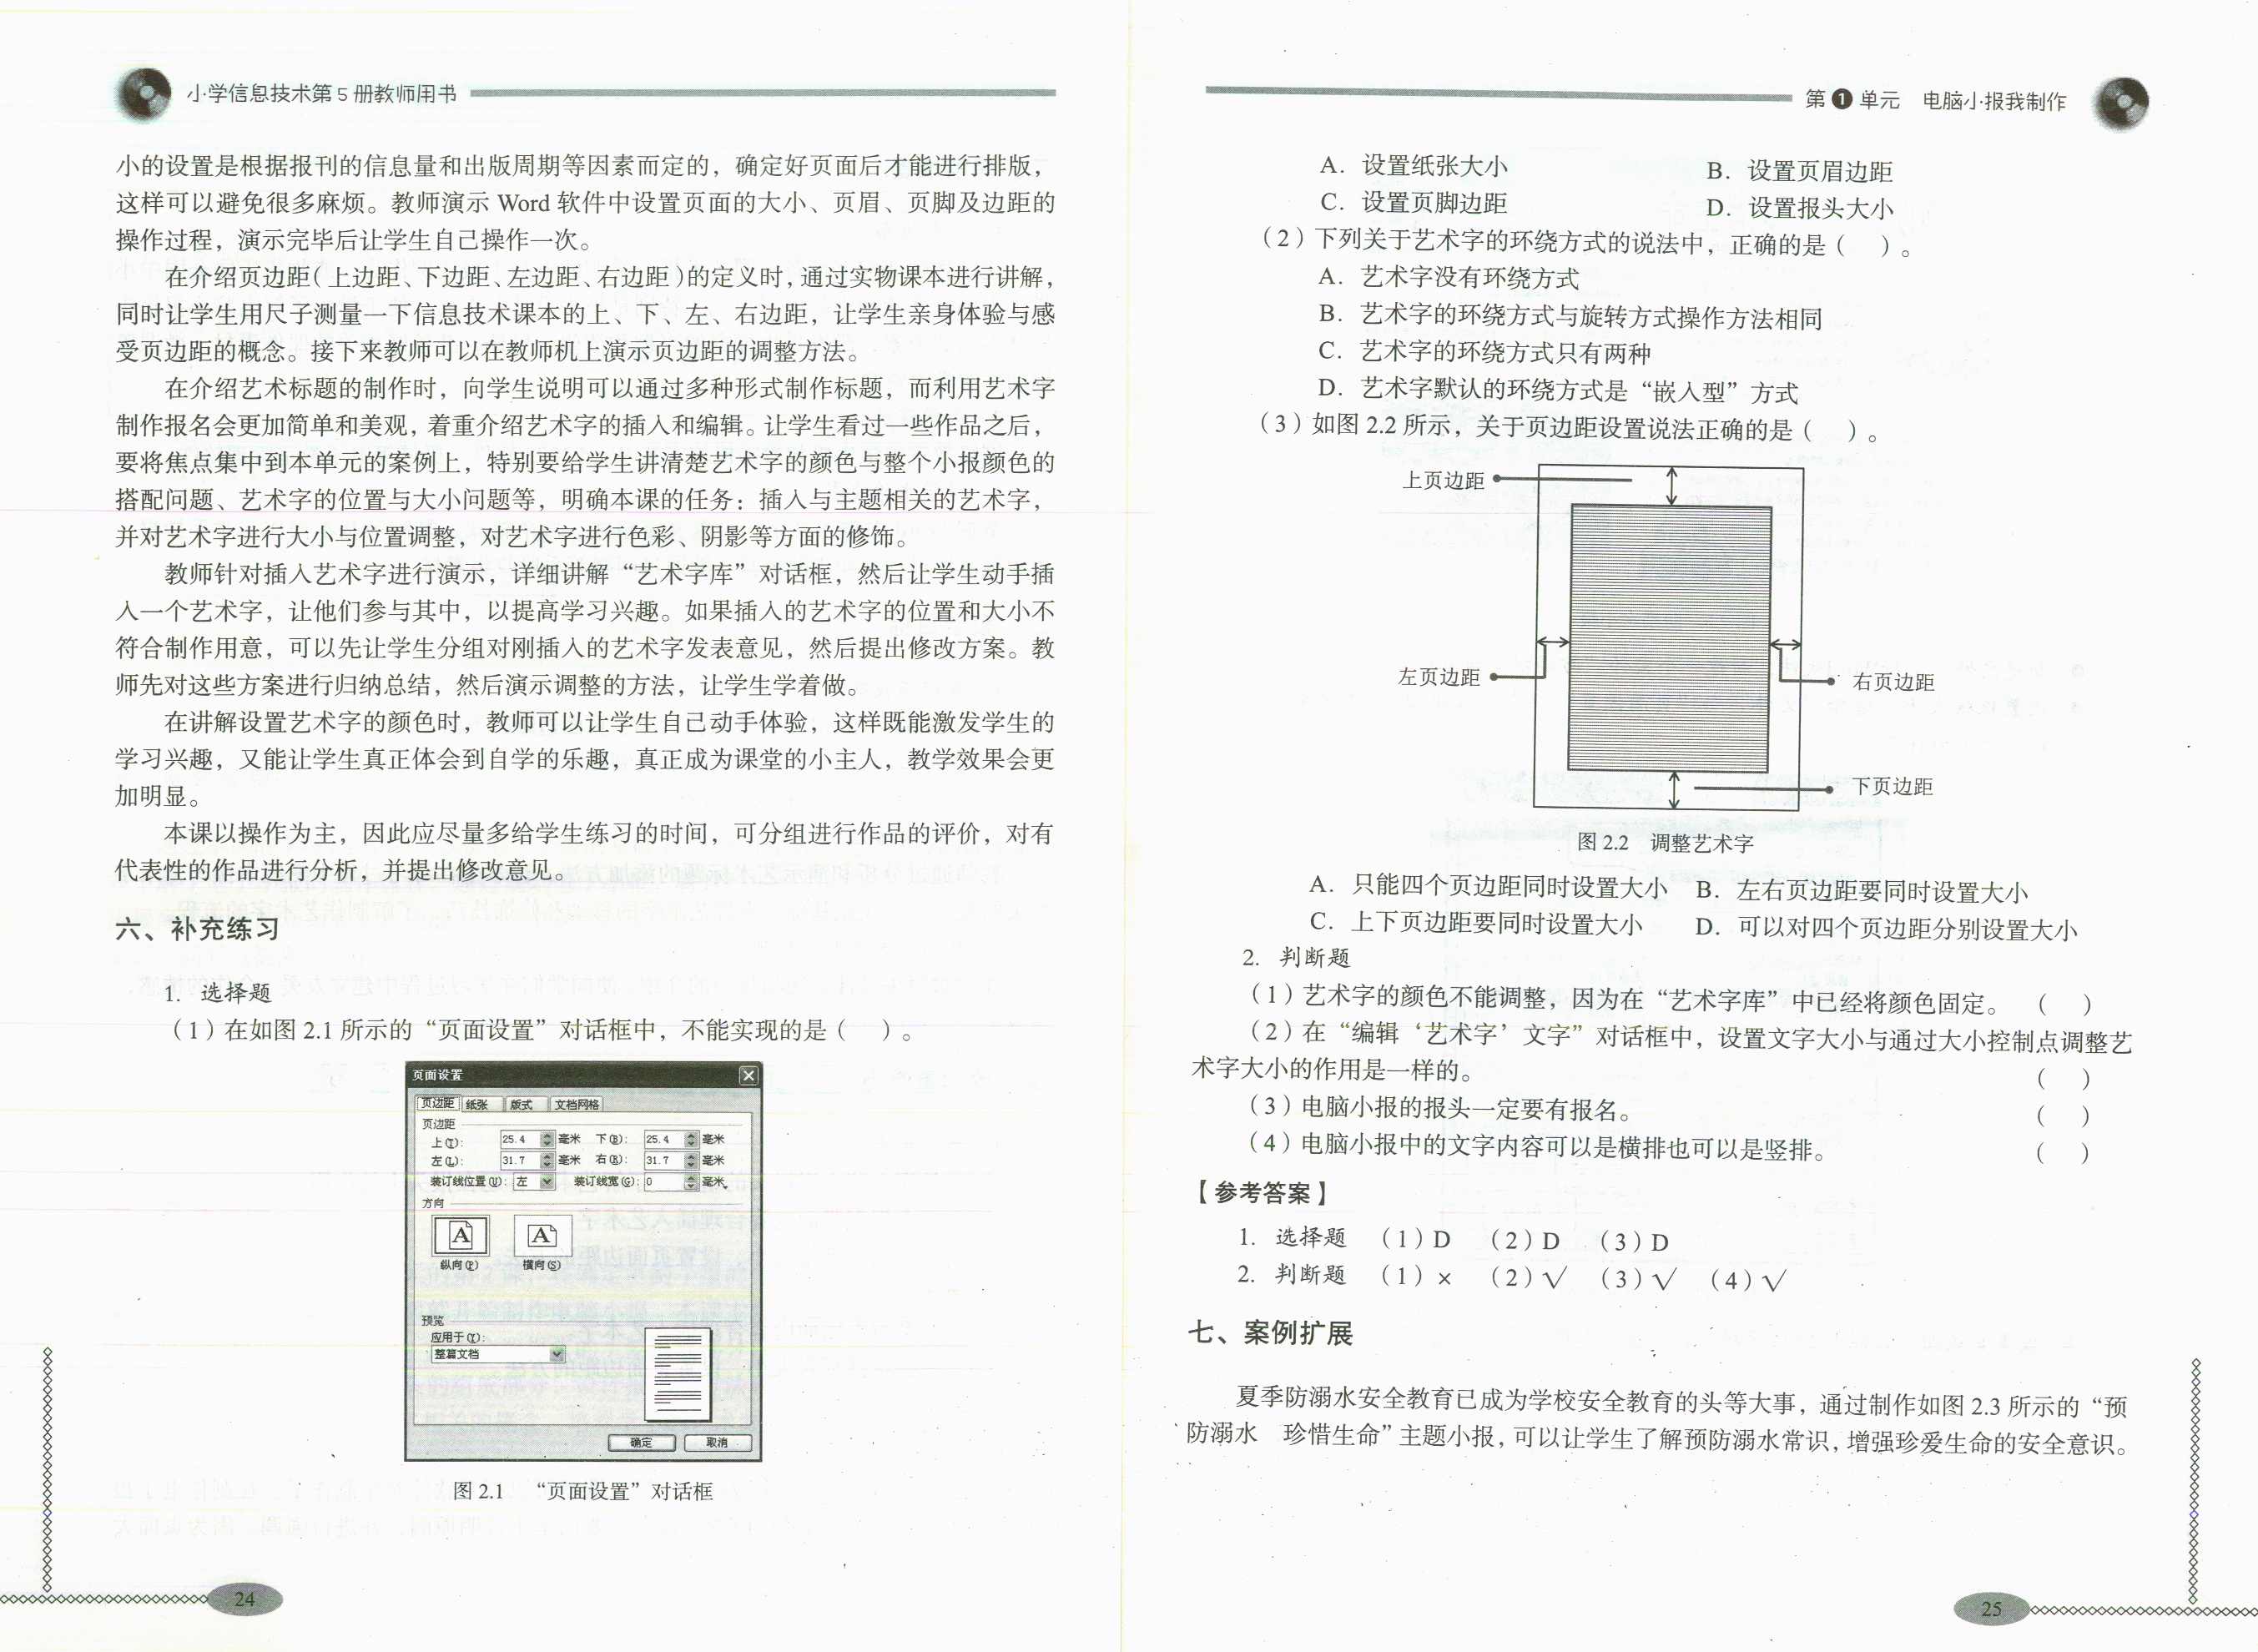 小学信息技术第5册教师用书
小的设置是根据报刊的信息量和出版周期等因素而定的，确定好页面后才能进行排版，
这样可以避免很多麻烦。教师演示 Word 软件中设置页面的大小、页眉、页脚及边距的
操作过程，演示完毕后让学生自己操作一次。
在介绍页边距（上边距、下边距、左边距、右边距）的定义时，通过实物课本进行讲解，
同时让学生用尺子测量一下信息技术课本的上、下、左、右边距，让学生亲身体验与感
受页边距的概念。接下来教师可以在教师机上演示页边距的调整方法。
在介绍艺术标题的制作时，向学生说明可以通过多种形式制作标题，而利用艺术字
制作报名会更加简单和美观，着重介绍艺术字的插入和编辑。让学生看过一些作品之后，
要将焦点集中到本单元的案例上，特别要给学生讲清楚艺术字的颜色与整个小报颜色的
搭配问题、艺术字的位置与大小问题等，明确本课的任务：插入与主题相关的艺术字，
并对艺术字进行大小与位置调整，对艺术字进行色彩、阴影等方面的修饰。
教师针对插入艺术字进行演示，详细讲解“艺术字库”对话框，然后让学生动手插
入一个艺术字，让他们参与其中，以提高学习兴趣。如果插入的艺术字的位置和大小不
符合制作用意，可以先让学生分组对刚插入的艺术字发表意见，然后提出修改方案。教
师先对这些方案进行归纳总结，然后演示调整的方法，让学生学着做。
在讲解设置艺术字的颜色时，教师可以让学生自己动手体验，这样既能激发学生的
学习兴趣，又能让学生真正体会到自学的乐趣，真正成为课堂的小主人，教学效果会更
加明显。
本课以操作为主，因此应尽量多给学生练习的时间，可分组进行作品的评价，对有
代表性的作品进行分析，并提出修改意见。
六、补充练习
1. 选择题
（1）在如图 2.1 所示的“页面设置”对话框中，不能实现的是（ ）。
页面设置
页边距 纸张 版式 文档网格
页边距
上(T): 25.4 毫米 下(B): 25.4 毫米
左(L): 31.7 毫米 右(R): 31.7 毫米
装订线位置(U): 左 装订线宽(G): 0 毫米
方向
纵向(P) 横向(S)
预览
应用于(Y):
整篇文档
确定 取消
图 2.1 “页面设置”对话框
24
第1单元 电脑小报我制作
A. 设置纸张大小 B. 设置页眉边距
C. 设置页脚边距 D. 设置报头大小
（2）下列关于艺术字的环绕方式的说法中，正确的是（ ）。
A. 艺术字没有环绕方式
B. 艺术字的环绕方式与旋转方式操作方法相同
C. 艺术字的环绕方式只有两种
D. 艺术字默认的环绕方式是“嵌入型”方式
（3）如图 2.2 所示，关于页边距设置说法正确的是（ ）。
上页边距
左页边距 右页边距
下页边距
图 2.2 调整艺术字
A. 只能四个页边距同时设置大小 B. 左右页边距要同时设置大小
C. 上下页边距要同时设置大小 D. 可以对四个页边距分别设置大小
2. 判断题
（1）艺术字的颜色不能调整，因为在“艺术字库”中已经将颜色固定。（ ）
（2）在“编辑‘艺术字’文字”对话框中，设置文字大小与通过大小控制点调整艺
术字大小的作用是一样的。（ ）
（3）电脑小报的报头一定要有报名。（ ）
（4）电脑小报中的文字内容可以是横排也可以是竖排。（ ）
【参考答案】
1. 选择题 （1）D （2）D （3）D
2. 判断题 （1）× （2）√ （3）√ （4）√
七、案例扩展
夏季防溺水安全教育已成为学校安全教育的头等大事，通过制作如图 2.3 所示的“预
防溺水 珍惜生命”主题小报，可以让学生了解预防溺水常识，增强珍爱生命的安全意识。
25